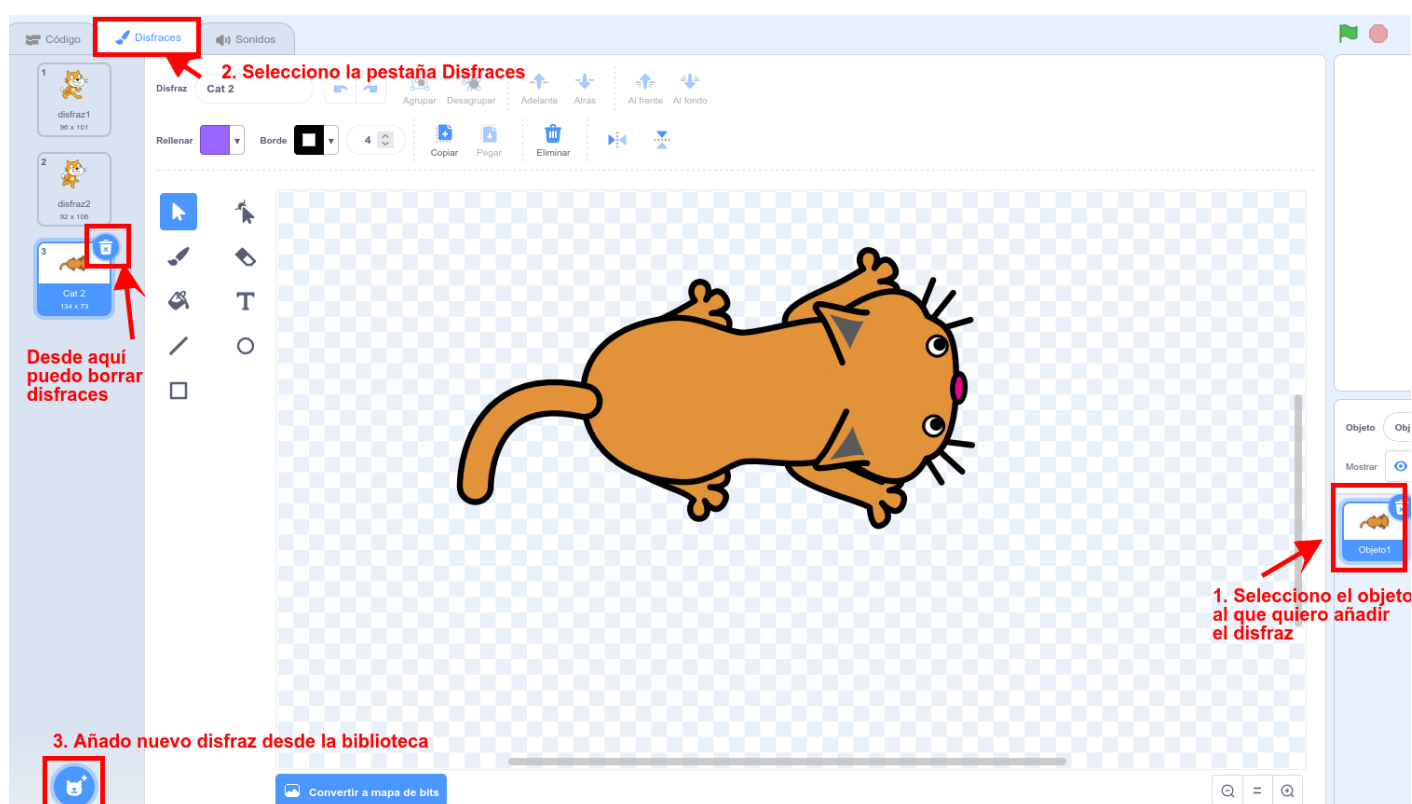 Código
Disfraces
Sonidos
2. Selecciono la pestaña Disfraces
1
disfraz1
96 x 101
2
disfraz2
92 x 106
3
Cat 2
134 x 73
Desde aquí
puedo borrar
disfraces
Disfraz Cat 2
Agrupar Desagrupar Adelante Atrás Al frente Al fondo
Rellenar Borde 4
Copiar Pegar Eliminar
T
Objeto Obj
Mostrar
Objeto1
1. Selecciono el objeto
al que quiero añadir
el disfraz
3. Añado nuevo disfraz desde la biblioteca
Convertir a mapa de bits